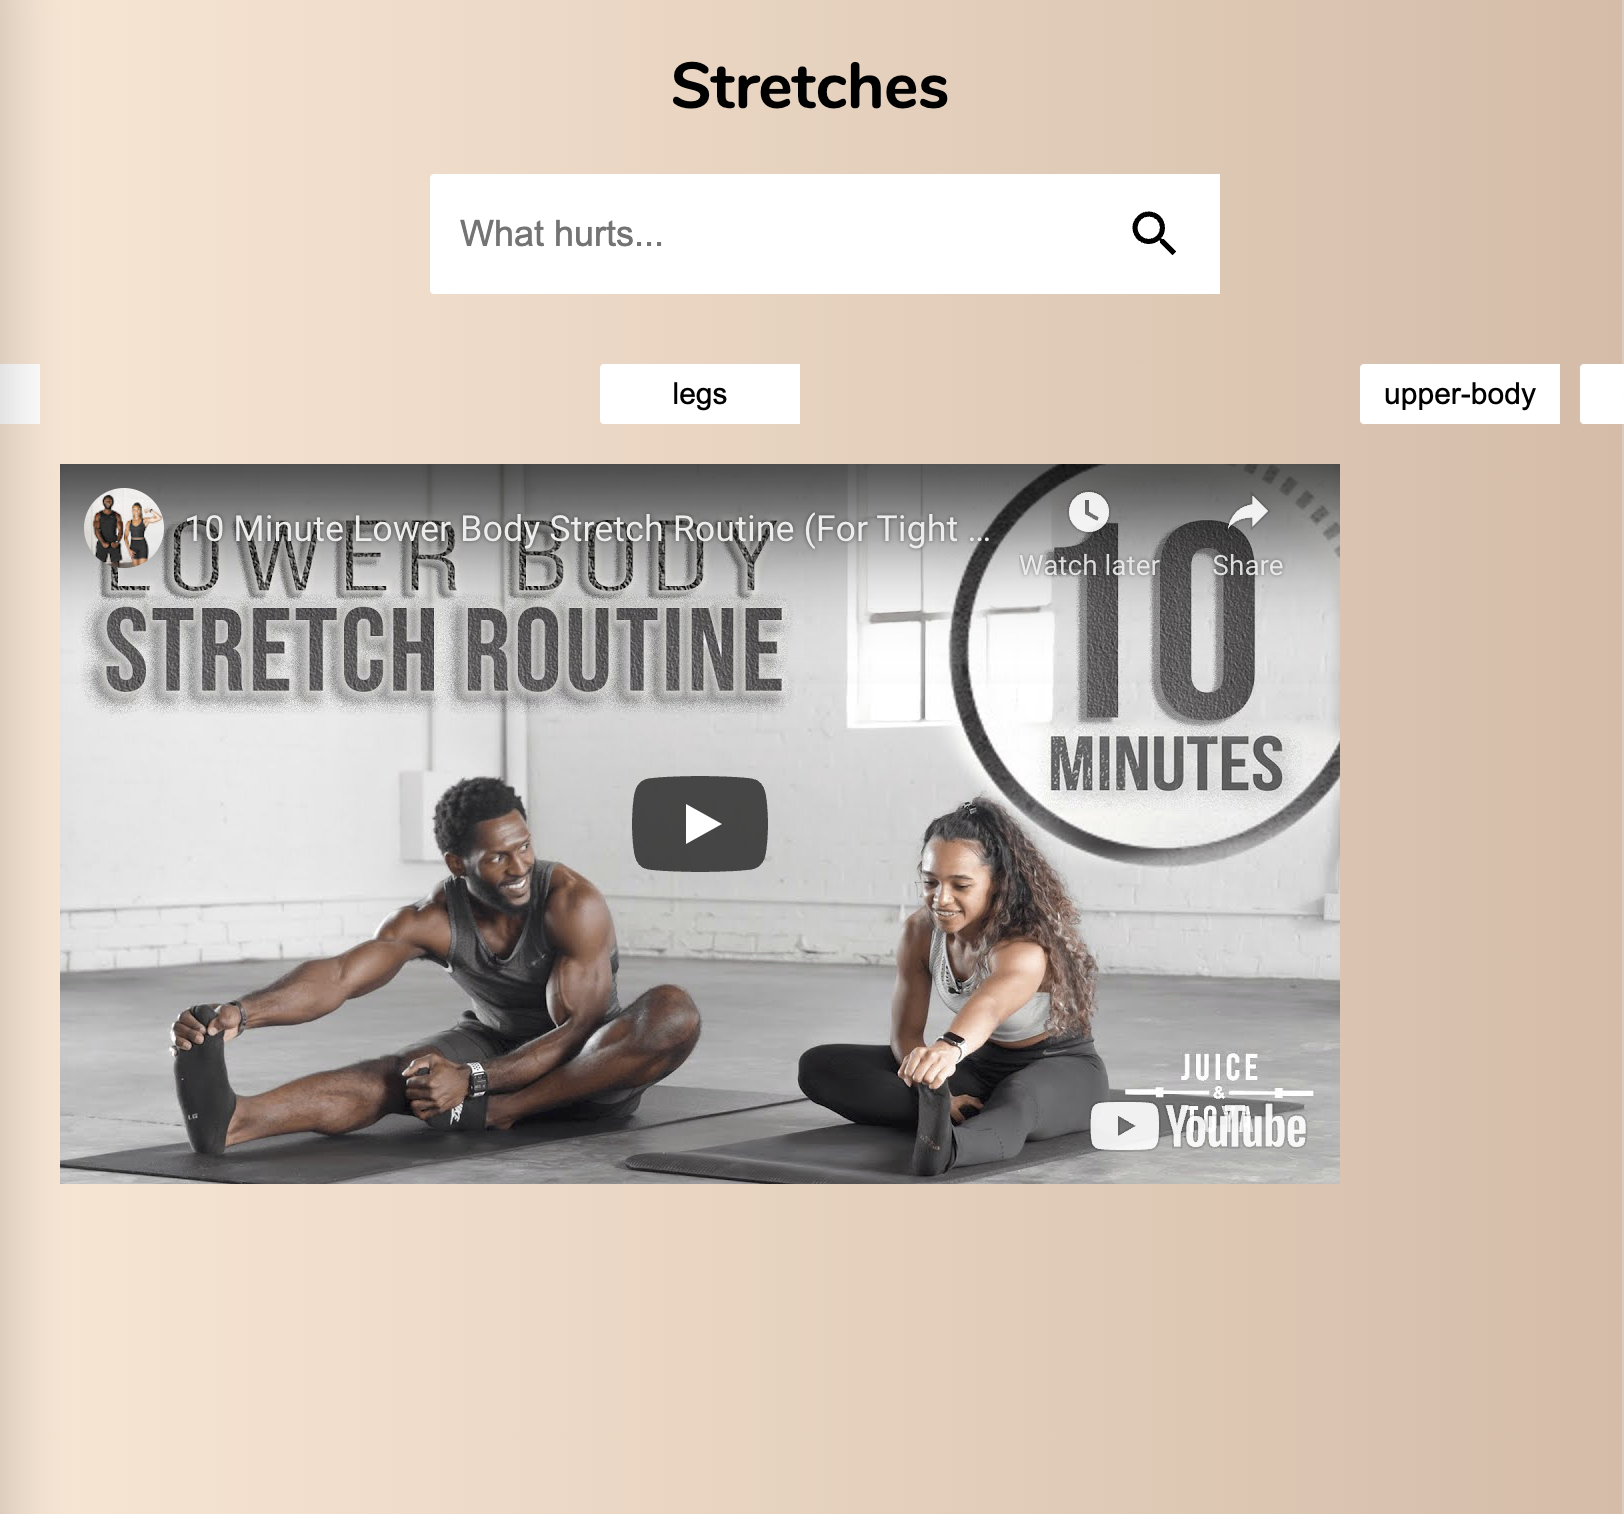 Stretches
What hurts...
legs
upper-body
10 Minute Lower Body Stretch Routine (For Tight ...
Watch later
Share
LOWER BODY
STRETCH ROUTINE
10
MINUTES
JUICE
&
YouTube